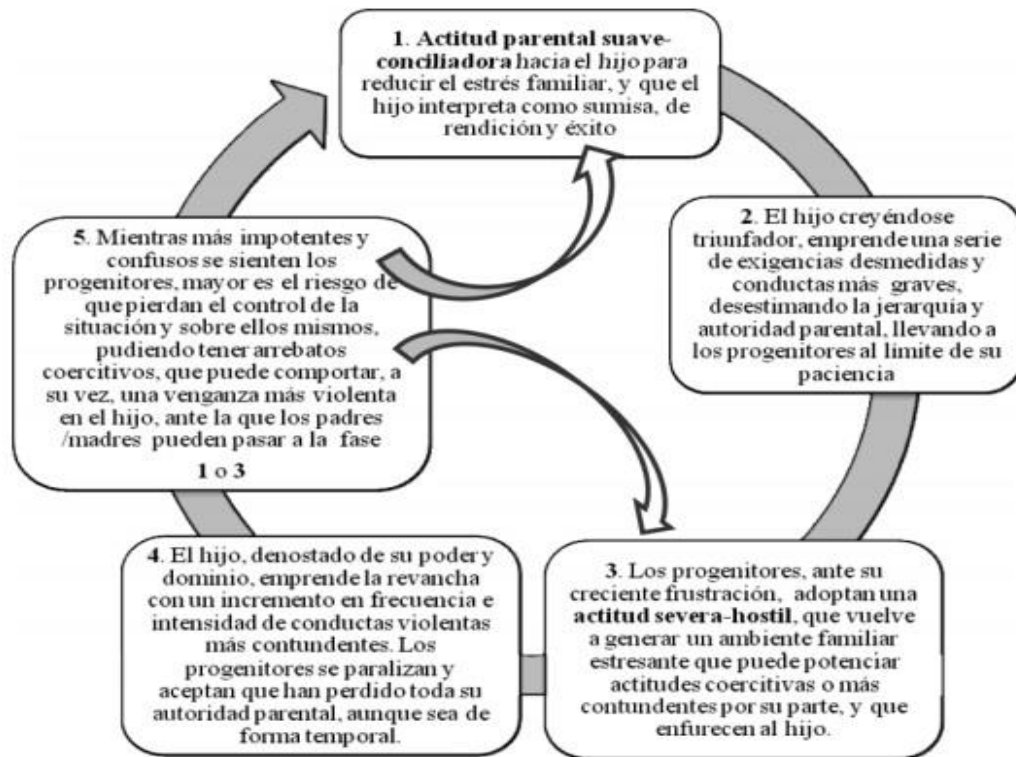 1. Actitud parental suave-
conciliadora hacia el hijo para
reducir el estrés familiar, y que el
hijo interpreta como sumisa, de
rendición y éxito
2. El hijo creyéndose
triunfador, emprende una serie
de exigencias desmedidas y
conductas más graves,
desestimando la jerarquía y
autoridad parental, llevando a
los progenitores al límite de su
paciencia
3. Los progenitores, ante su
creciente frustración, adoptan una
actitud severa-hostil, que vuelve
a generar un ambiente familiar
estresante que puede potenciar
actitudes coercitivas o más
contundentes por su parte, y que
enfurecen al hijo.
4. El hijo, denostado de su poder y
dominio, emprende la revancha
con un incremento en frecuencia e
intensidad de conductas violentas
más contundentes. Los
progenitores se paralizan y
aceptan que han perdido toda su
autoridad parental, aunque sea de
forma temporal.
5. Mientras más impotentes y
confusos se sienten los
progenitores, mayor es el riesgo de
que pierdan el control de la
situación y sobre ellos mismos,
pudiendo tener arrebatos
coercitivos, que puede comportar, a
su vez, una venganza más violenta
en el hijo, ante la que los padres
/madres pueden pasar a la fase
1 o 3